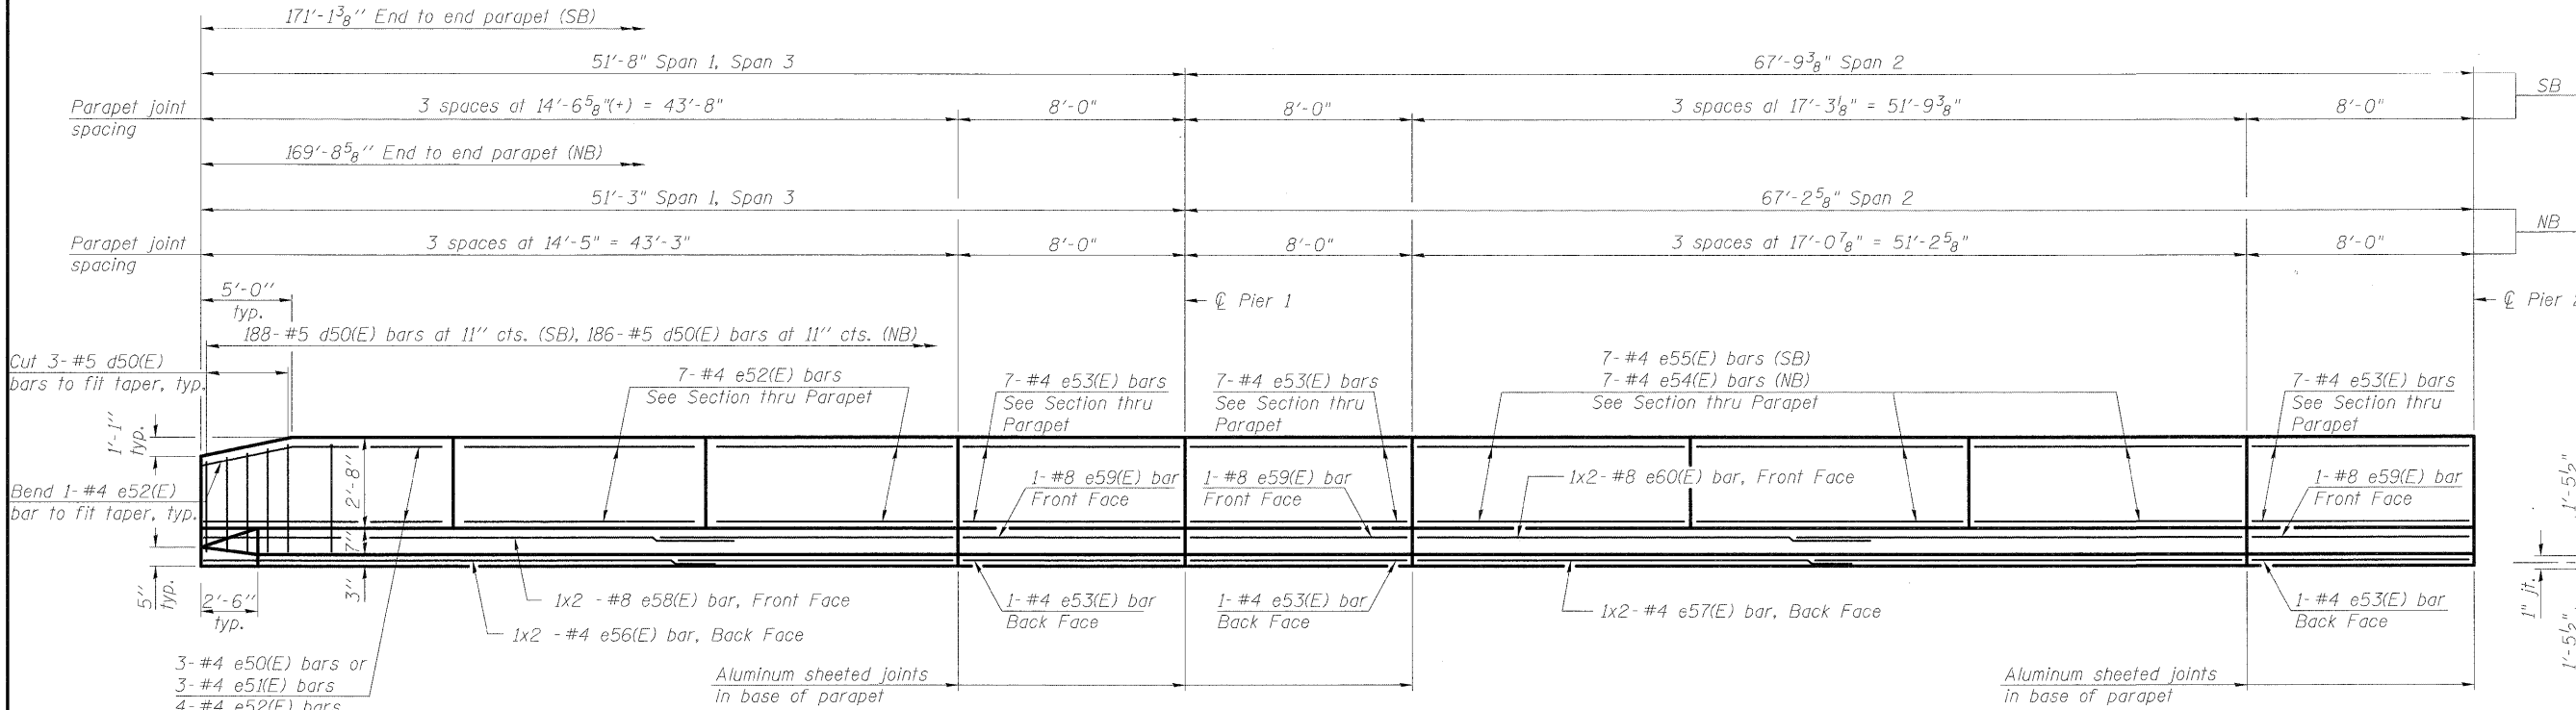 171'-1 3/8" End to end parapet (SB)
51'-8" Span 1, Span 3
67'-9 3/8" Span 2
SB
Parapet joint
spacing
3 spaces at 14'-6 5/8"(+) = 43'-8"
8'-0"
8'-0"
3 spaces at 17'-3 1/8" = 51'-9 3/8"
8'-0"
169'-8 5/8" End to end parapet (NB)
51'-3" Span 1, Span 3
67'-2 5/8" Span 2
NB
Parapet joint
spacing
3 spaces at 14'-5" = 43'-3"
8'-0"
8'-0"
3 spaces at 17'-0 7/8" = 51'-2 5/8"
8'-0"
5'-0"
typ.
℄ Pier 1
℄ Pier
188-#5 d50(E) bars at 11" cts. (SB), 186-#5 d50(E) bars at 11" cts. (NB)
Cut 3-#5 d50(E)
bars to fit taper, typ.
7-#4 e52(E) bars
See Section thru Parapet
7-#4 e53(E) bars
See Section thru
Parapet
7-#4 e53(E) bars
See Section thru
Parapet
7-#4 e55(E) bars (SB)
7-#4 e54(E) bars (NB)
See Section thru Parapet
7-#4 e53(E) bars
See Section thru
Parapet
1'-1"
typ.
2'-8"
Bend 1-#4 e52(E)
bar to fit taper, typ.
1-#8 e59(E) bar
Front Face
1-#8 e59(E) bar
Front Face
1x2-#8 e60(E) bar, Front Face
1-#8 e59(E) bar
Front Face
1'-5 1/2"
7"
3"
5"
typ.
2'-6"
typ.
1x2 -#8 e58(E) bar, Front Face
1x2 -#4 e56(E) bar, Back Face
1-#4 e53(E) bar
Back Face
1-#4 e53(E) bar
Back Face
1x2-#4 e57(E) bar, Back Face
1-#4 e53(E) bar
Back Face
1" jt.
1'-5 1/2"
3-#4 e50(E) bars or
3-#4 e51(E) bars
4-#4 e52(E) bars
Aluminum sheeted joints
in base of parapet
Aluminum sheeted joints
in base of parapet